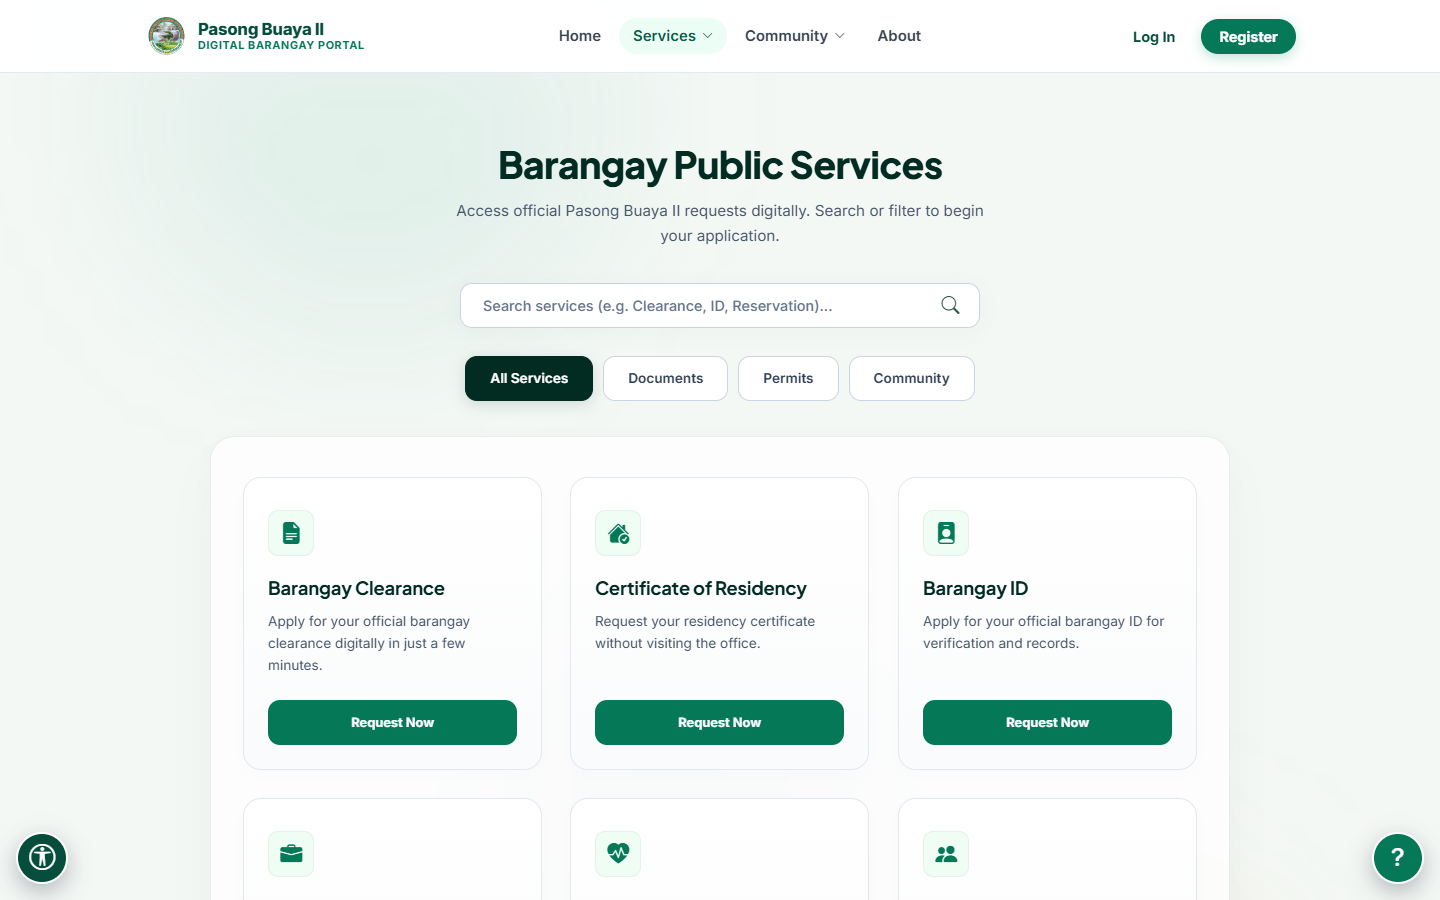 Pasong Buaya II
DIGITAL BARANGAY PORTAL
Home
Services
Community
About
Log In
Register
Barangay Public Services
Access official Pasong Buaya II requests digitally. Search or filter to begin
your application.
Search services (e.g. Clearance, ID, Reservation)...
All Services
Documents
Permits
Community
Barangay Clearance
Apply for your official barangay
clearance digitally in just a few
minutes.
Request Now
Certificate of Residency
Request your residency certificate
without visiting the office.
Request Now
Barangay ID
Apply for your official barangay ID for
verification and records.
Request Now
?